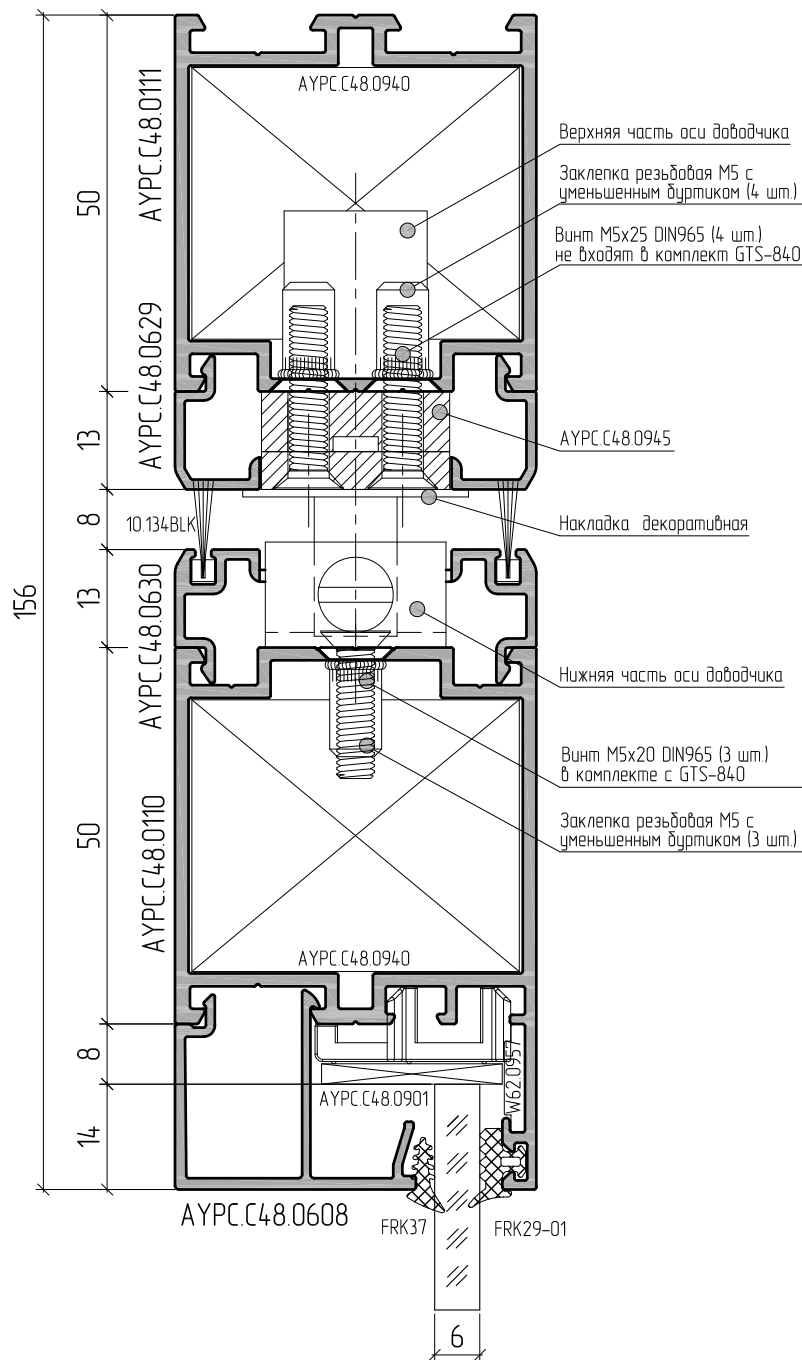 AYPC.C48.0940
AYPC.C48.0111
Верхняя часть оси доводчика
Заклепка резьбовая М5 с
уменьшенным буртиком (4 шт.)
50
Винт М5х25 DIN965 (4 шт.)
не входят в комплект GTS-840
AYPC.C48.0629
13
AYPC.C48.0945
8
10.134BLK
Накладка декоративная
156
13
AYPC.C48.0630
Нижняя часть оси доводчика
Винт М5х20 DIN965 (3 шт.)
в комплекте с GTS-840
50
AYPC.C48.0110
Заклепка резьбовая М5 с
уменьшенным буртиком (3 шт.)
AYPC.C48.0940
8
W62.0957
AYPC.C48.0901
14
AYPC.C48.0608
FRK37
FRK29-01
6